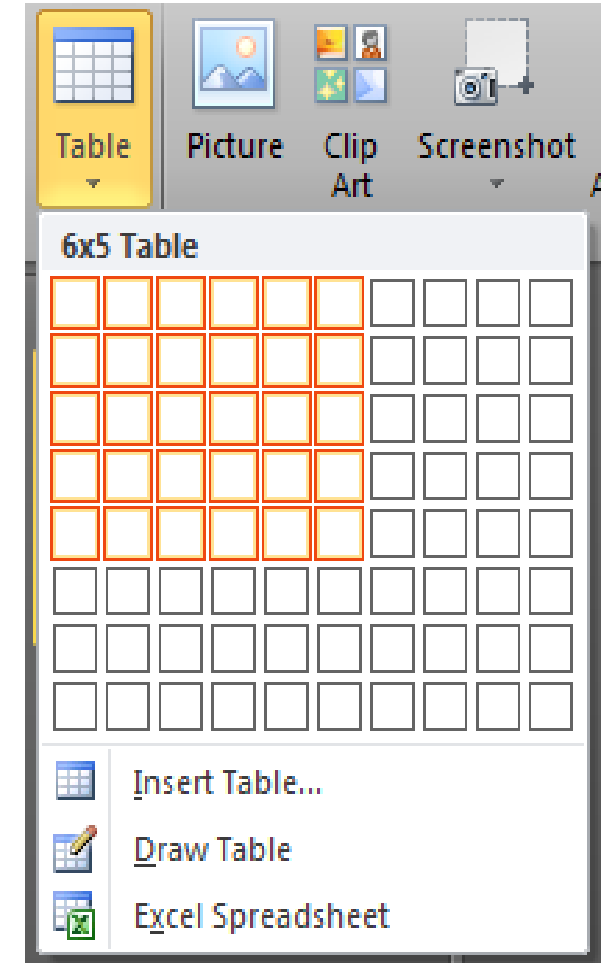 Table Picture Clip Art Screenshot
6x5 Table
Insert Table...
Draw Table
Excel Spreadsheet